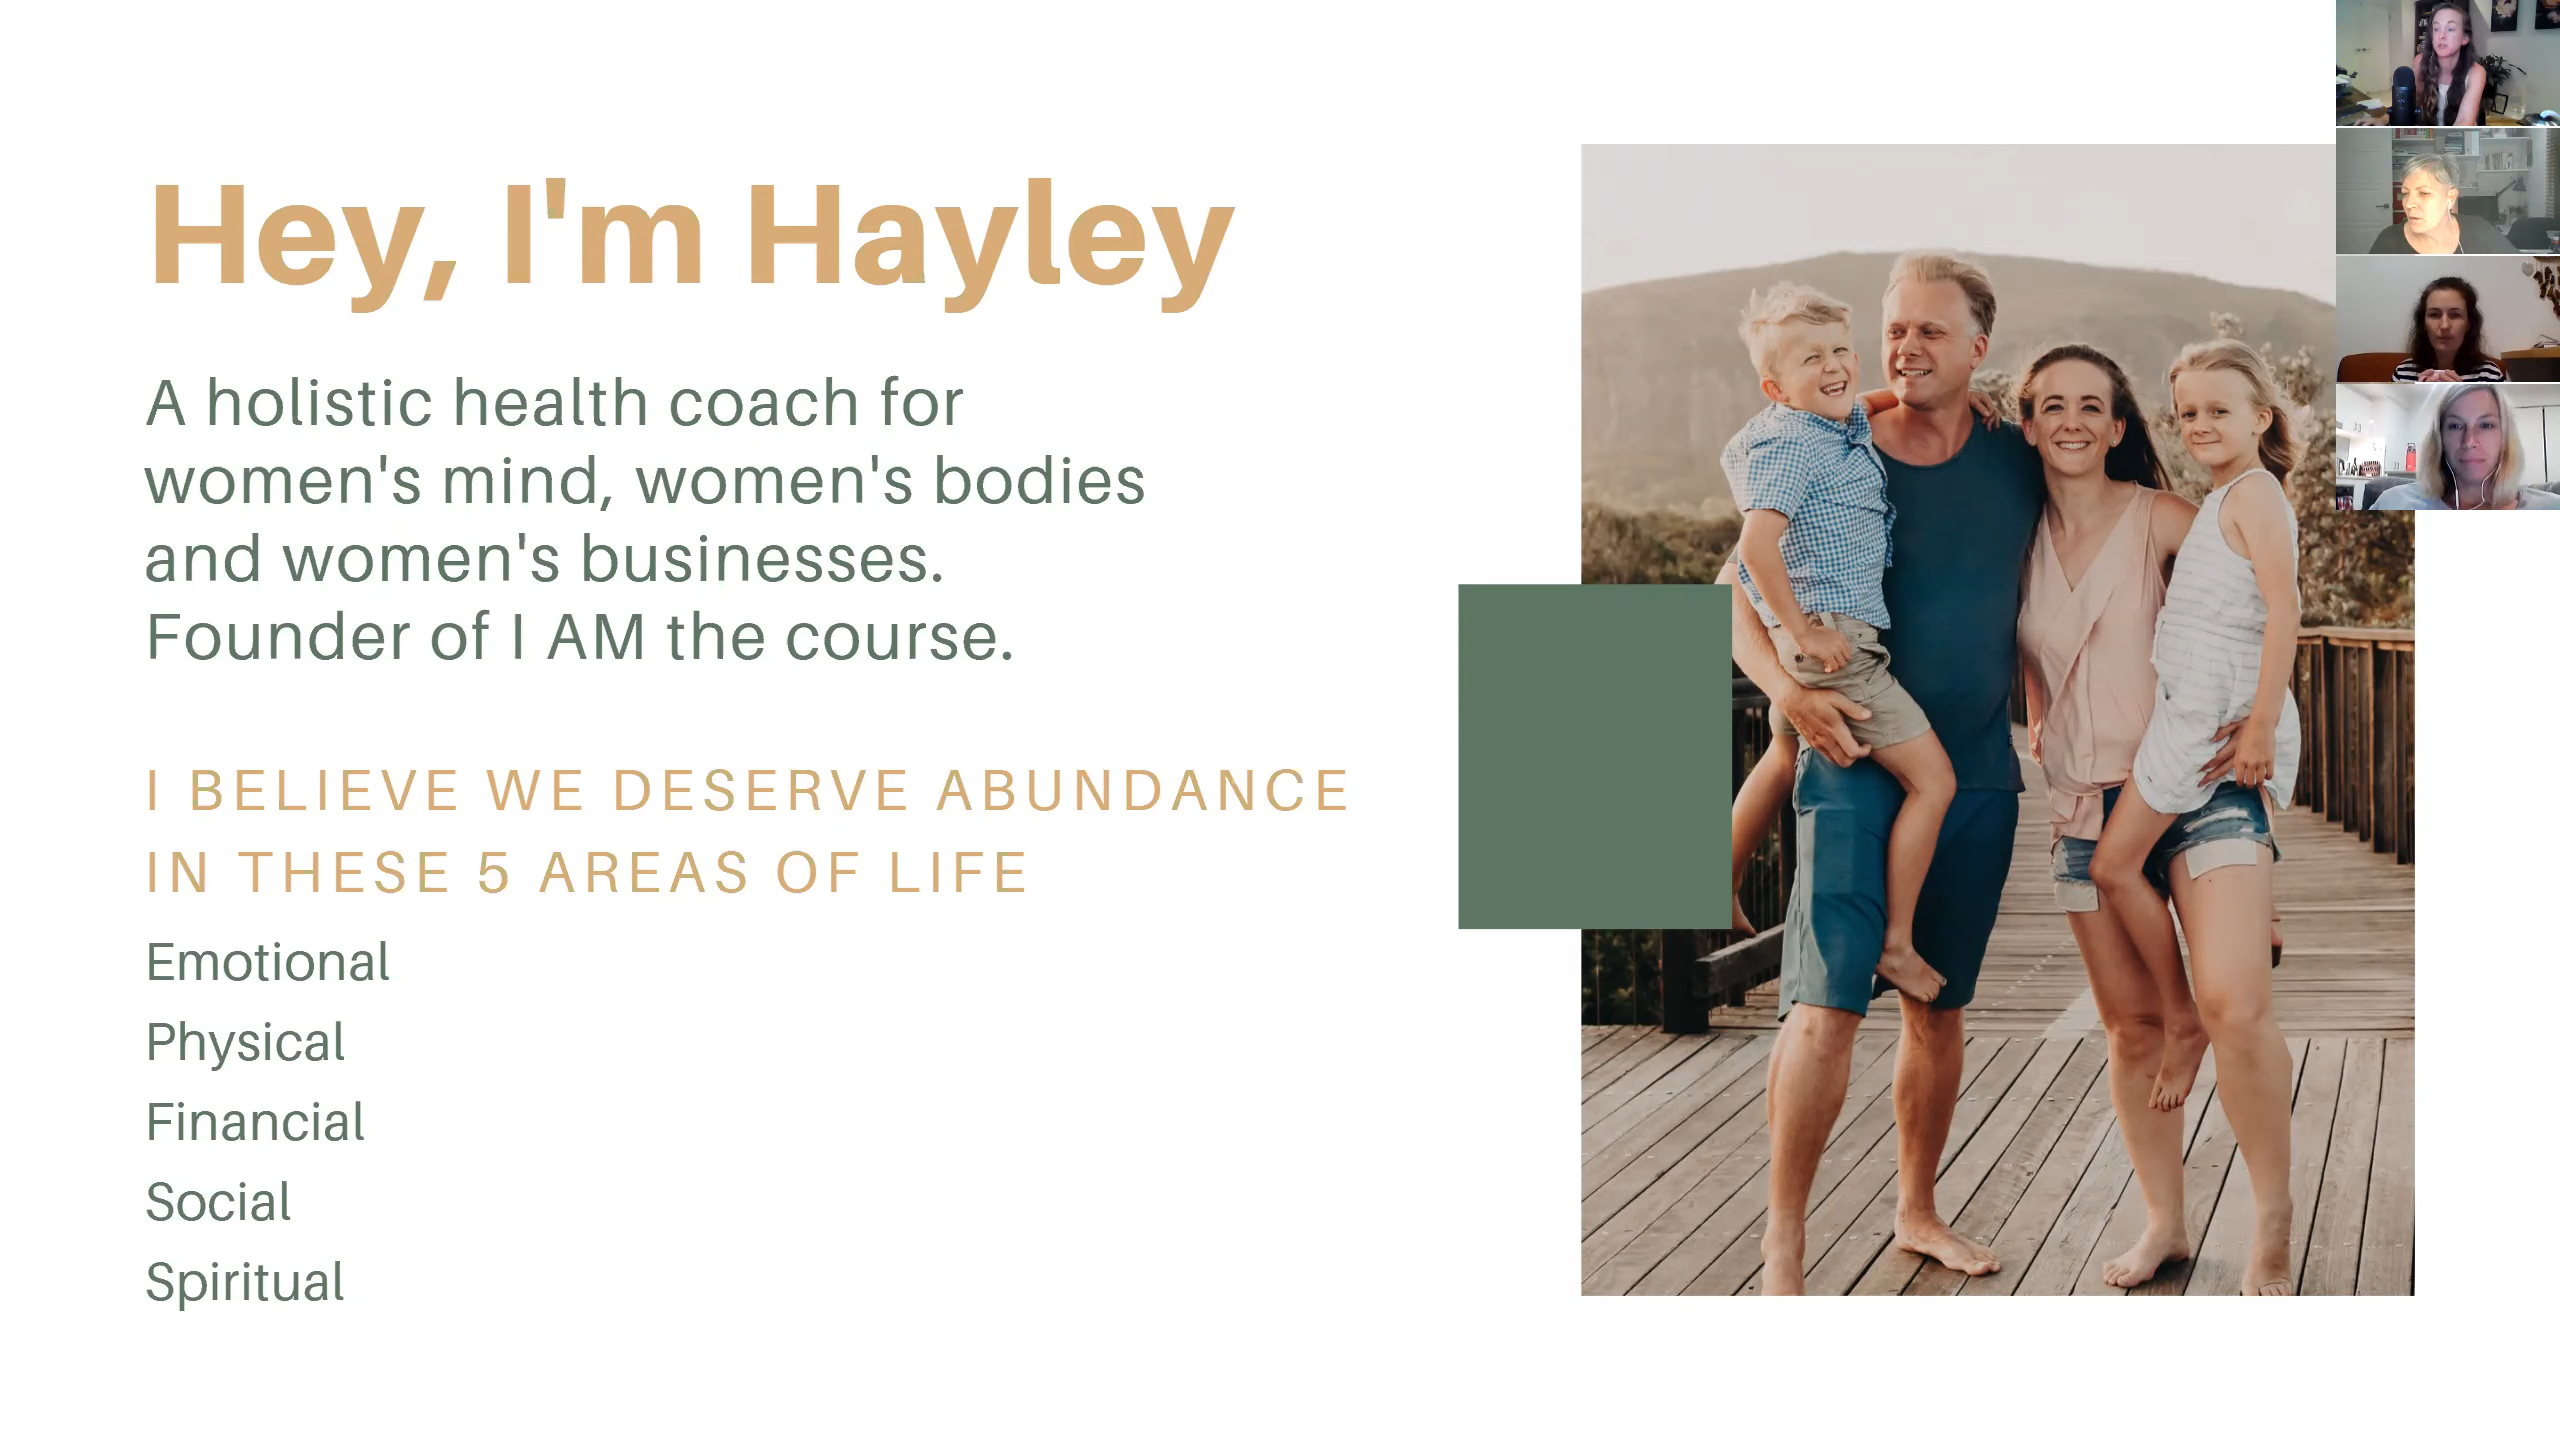 Hey, I'm Hayley
A holistic health coach for
women's mind, women's bodies
and women's businesses.
Founder of I AM the course.
I BELIEVE WE DESERVE ABUNDANCE
IN THESE 5 AREAS OF LIFE
Emotional
Physical
Financial
Social
Spiritual